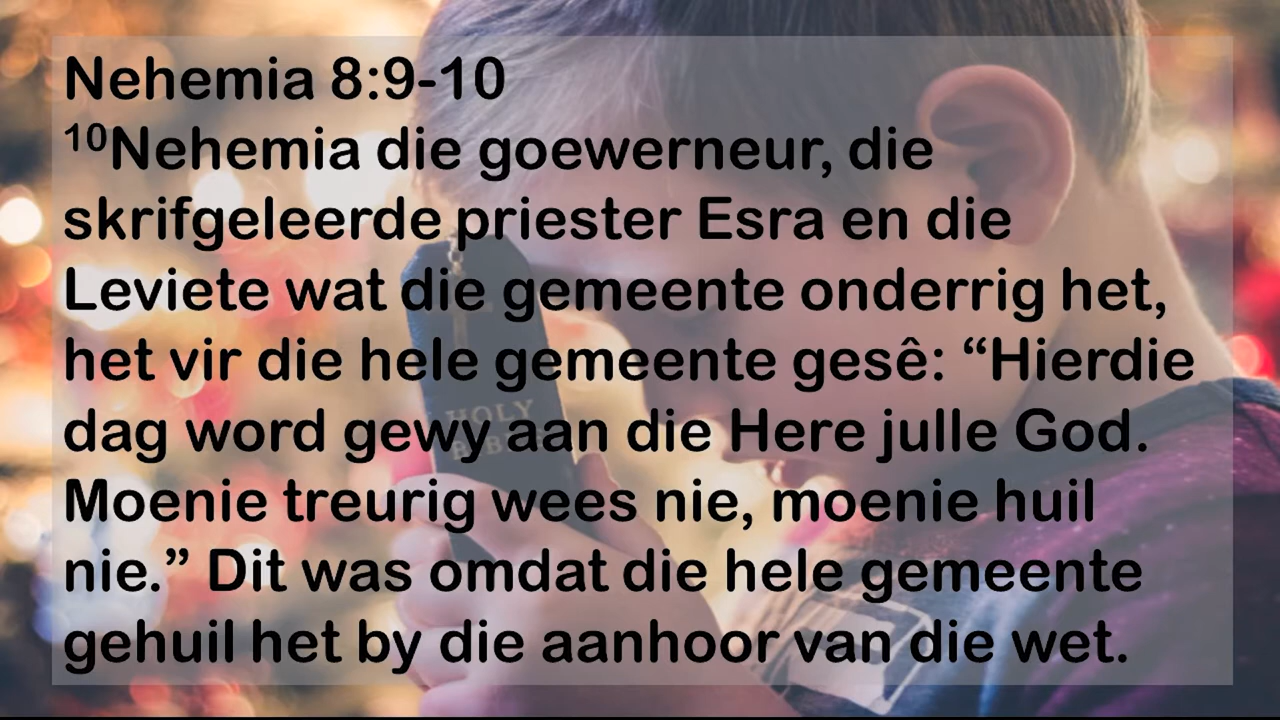 Nehemia 8:9-10
¹⁰Nehemia die goewerneur, die
skrifgeleerde priester Esra en die
Leviete wat die gemeente onderrig het,
het vir die hele gemeente gesê: “Hierdie
dag word gewy aan die Here julle God.
Moenie treurig wees nie, moenie huil
nie.” Dit was omdat die hele gemeente
gehuil het by die aanhoor van die wet.
HOLY
BIBLE